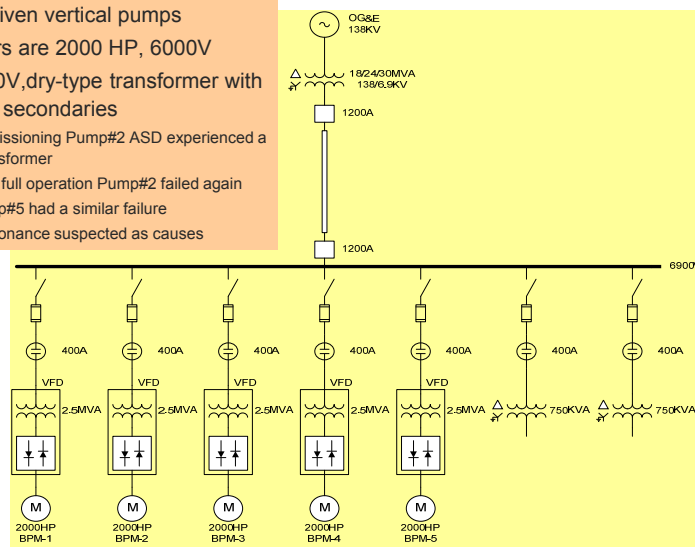 iven vertical pumps
rs are 2000 HP, 6000V
0V,dry-type transformer with
secondaries
issioning Pump#2 ASD experienced a
sformer
full operation Pump#2 failed again
p#5 had a similar failure
onance suspected as causes
OG&E
138KV
18/24/30MVA
138/6.9KV
1200A
1200A
6900
400A 400A 400A 400A 400A 400A 400A
VFD VFD VFD VFD VFD
2.5MVA 2.5MVA 2.5MVA 2.5MVA 2.5MVA 750KVA 750KVA
M M M M M
2000HP 2000HP 2000HP 2000HP 2000HP
BPM-1 BPM-2 BPM-3 BPM-4 BPM-5